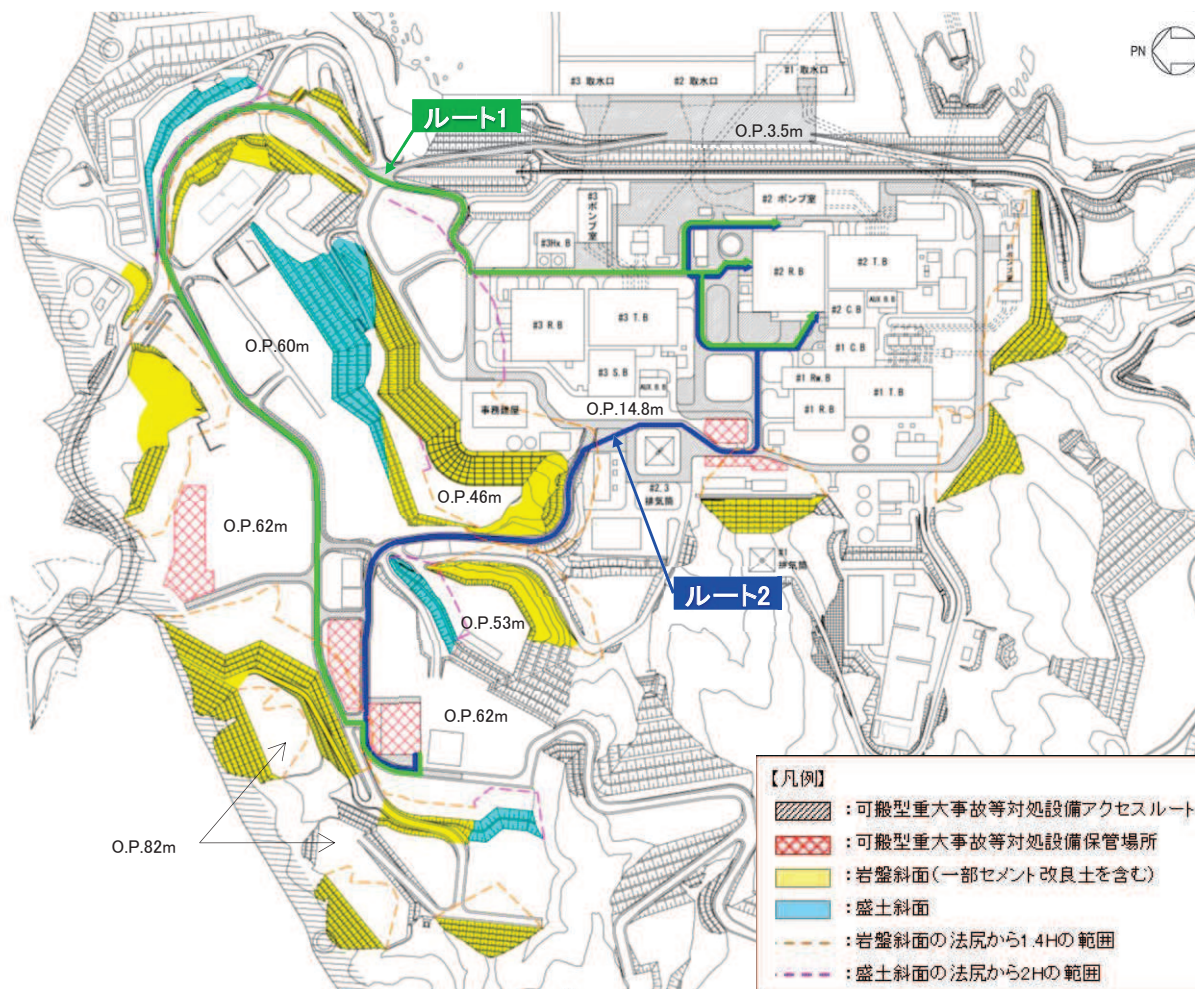 PN
#3 取水口
#2 取水口
#1 取水口
ルート1
O.P.3.5m
#3
ポンプ室
#2 ポンプ室
#3Hx.B
#2 R.B
#2 T.B
#3 R.B
#3 T.B
#2 C.B
AUX.B.B
#1 C.B
O.P.60m
#3 S.B
AUX.B.B
#1 Rw.B
#1 T.B
#1 R.B
事務建屋
O.P.14.8m
O.P.46m
#2,3
排気筒
O.P.62m
#1
排気筒
ルート2
O.P.53m
O.P.62m
O.P.82m
【凡例】
:可搬型重大事故等対処設備アクセスルート
:可搬型重大事故等対処設備保管場所
:岩盤斜面(一部セメント改良土を含む)
:盛土斜面
:岩盤斜面の法尻から1.4Hの範囲
:盛土斜面の法尻から2Hの範囲